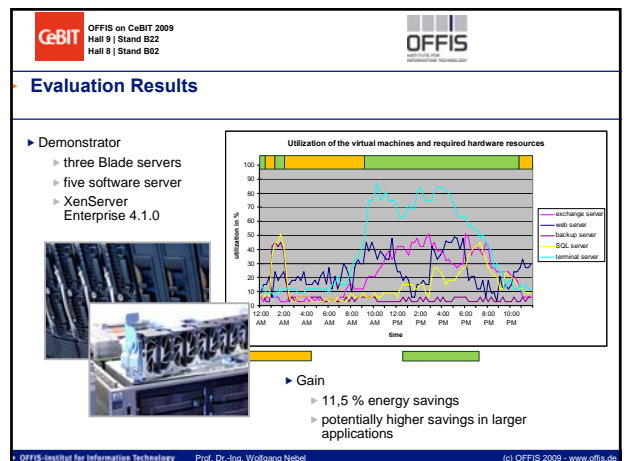 CeBIT
OFFIS on CeBIT 2009
Hall 9 | Stand B22
Hall 8 | Stand B02
OFFIS
INSTITUTE FOR
INFORMATION TECHNOLOGY
Evaluation Results
Demonstrator
three Blade servers
five software server
XenServer
Enterprise 4.1.0
Utilization of the virtual machines and required hardware resources
utilization in %
100
90
80
70
60
50
40
30
20
10
0
12:00 2:00 4:00 6:00 8:00 10:00 12:00 2:00 4:00 6:00 8:00 10:00
AM AM AM AM AM AM PM PM PM PM PM PM
time
exchange server
web server
backup server
SQL server
terminal server
Gain
11,5 % energy savings
potentially higher savings in larger
applications
OFFIS-Institut for Information Technology Prof. Dr.-Ing. Wolfgang Nebel (c) OFFIS 2009 - www.offis.de